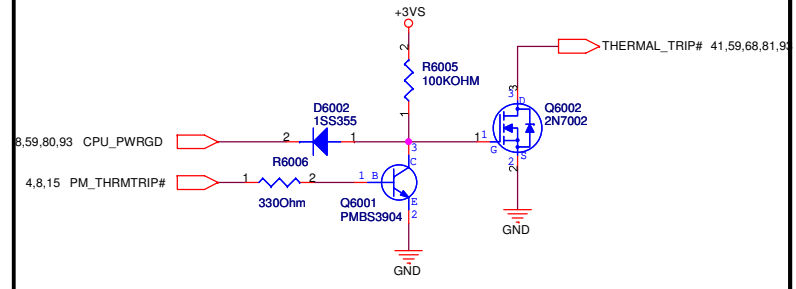 +3VS
THERMAL_TRIP# 41,59,68,81,93
2
R6005
100KOHM
1
3
3
D
Q6002
2N7002
D6002
1SS355
8,59,80,93 CPU_PWRGD
2
1
1
1
G
S
2
2
3
C
R6006
4,8,15 PM_THRMTRIP#
1
2
1
B
330Ohm
Q6001
PMBS3904
E
2
GND
GND